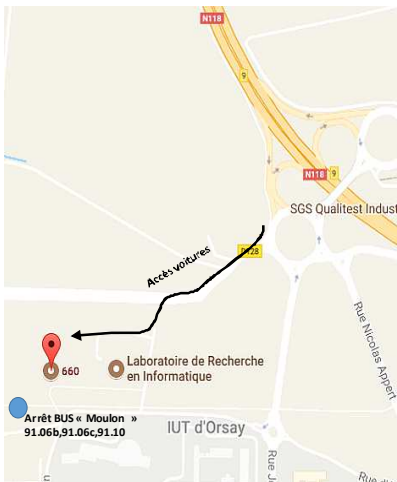 N118
9
N118 9
SGS Qualitest Indust
D128
Accès voitures
Rue Nicolas Appert
660
Laboratoire de Recherche
en Informatique
Arrêt BUS « Moulon »
91.06b,91.06c,91.10
IUT d'Orsay
Rue J
Rue d'